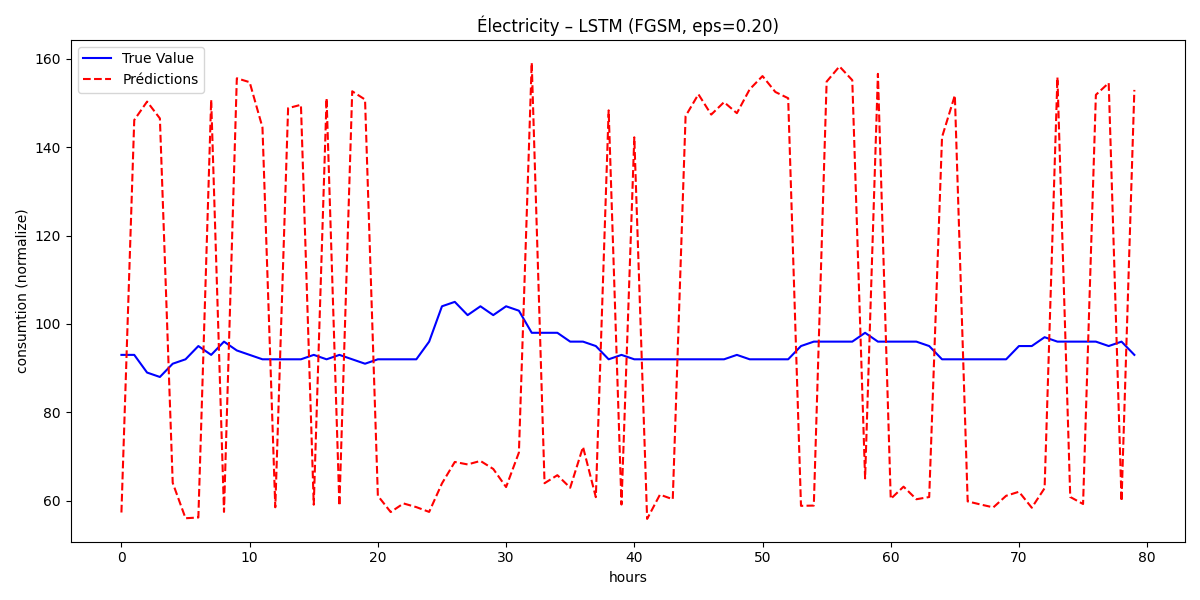 Électricity – LSTM (FGSM, eps=0.20)
True Value
Prédictions
160
140
120
100
80
60
consumtion (normalize)
0 10 20 30 40 50 60 70 80
hours